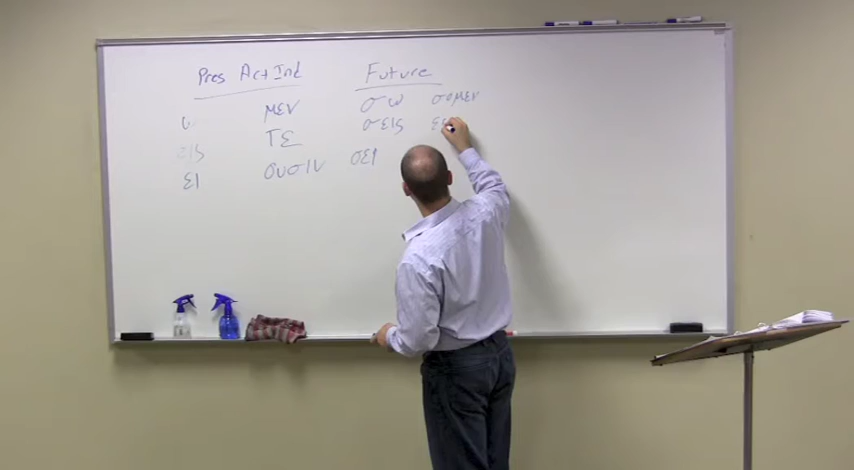 Pres Act Ind Future
ω μεν σω σομεν
εις τε σεις
ει ουσιν σει